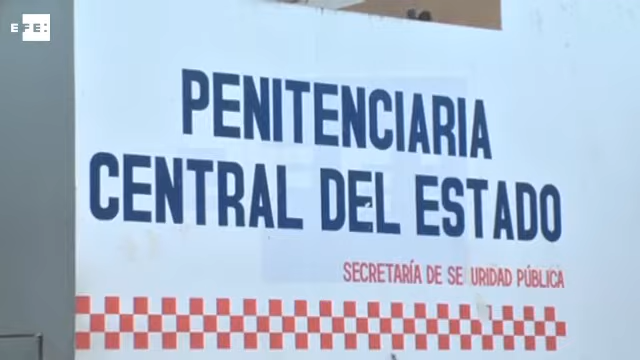 EFE:
PENITENCIARIA
CENTRAL DEL ESTADO
SECRETARÍA DE SE URIDAD PÚBLICA